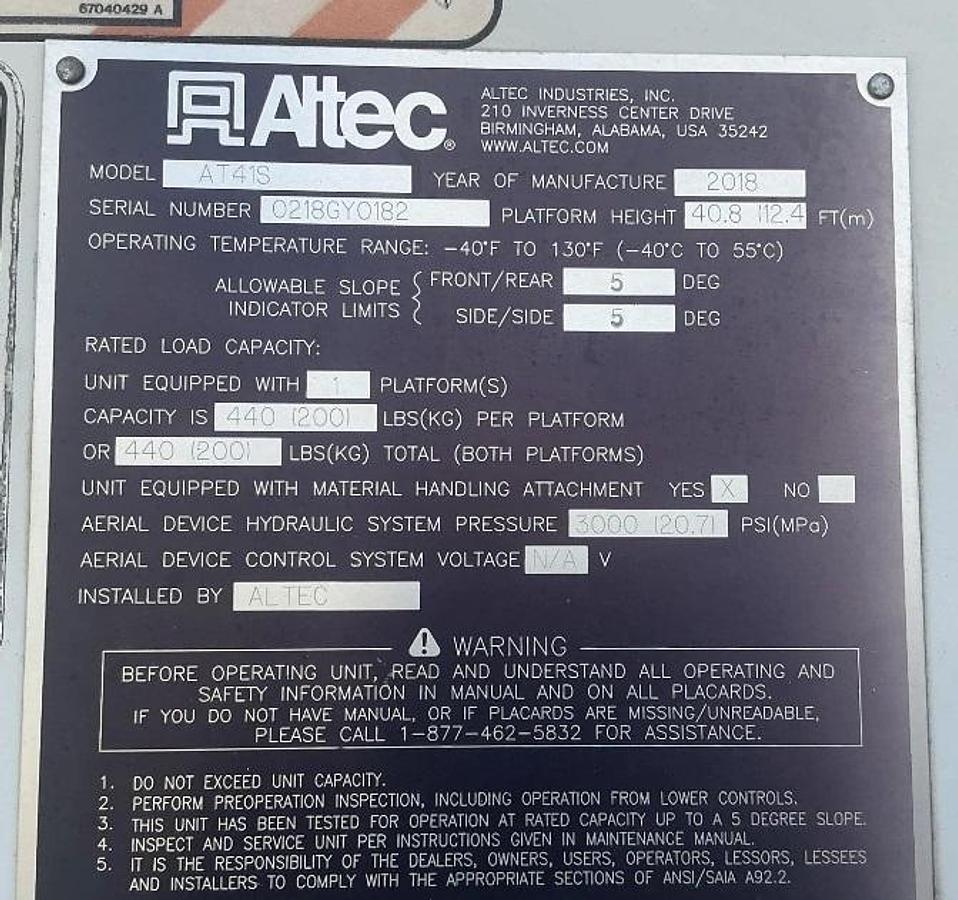 67040429 A
Altec®
ALTEC INDUSTRIES, INC.
210 INVERNESS CENTER DRIVE
BIRMINGHAM, ALABAMA, USA 35242
WWW.ALTEC.COM
MODEL AT41S YEAR OF MANUFACTURE 2018
SERIAL NUMBER 0218GY0182 PLATFORM HEIGHT 40.8 (12.4 FT(m)
OPERATING TEMPERATURE RANGE: -40°F TO 130°F (-40°C TO 55°C)
ALLOWABLE SLOPE INDICATOR LIMITS { FRONT/REAR 5 DEG
SIDE/SIDE 5 DEG
RATED LOAD CAPACITY:
UNIT EQUIPPED WITH 1 PLATFORM(S)
CAPACITY IS 440 (200) LBS(KG) PER PLATFORM
OR 440 (200) LBS(KG) TOTAL (BOTH PLATFORMS)
UNIT EQUIPPED WITH MATERIAL HANDLING ATTACHMENT YES X NO
AERIAL DEVICE HYDRAULIC SYSTEM PRESSURE 3000 (20.7) PSI(MPa)
AERIAL DEVICE CONTROL SYSTEM VOLTAGE N/A V
INSTALLED BY ALTEC
WARNING
BEFORE OPERATING UNIT, READ AND UNDERSTAND ALL OPERATING AND
SAFETY INFORMATION IN MANUAL AND ON ALL PLACARDS.
IF YOU DO NOT HAVE MANUAL, OR IF PLACARDS ARE MISSING/UNREADABLE,
PLEASE CALL 1-877-462-5832 FOR ASSISTANCE.
1. DO NOT EXCEED UNIT CAPACITY.
2. PERFORM PREOPERATION INSPECTION, INCLUDING OPERATION FROM LOWER CONTROLS.
3. THIS UNIT HAS BEEN TESTED FOR OPERATION AT RATED CAPACITY UP TO A 5 DEGREE SLOPE.
4. INSPECT AND SERVICE UNIT PER INSTRUCTIONS GIVEN IN MAINTENANCE MANUAL.
5. IT IS THE RESPONSIBILITY OF THE DEALERS, OWNERS, USERS, OPERATORS, LESSORS, LESSEES
AND INSTALLERS TO COMPLY WITH THE APPROPRIATE SECTIONS OF ANSI/SAIA A92.2.